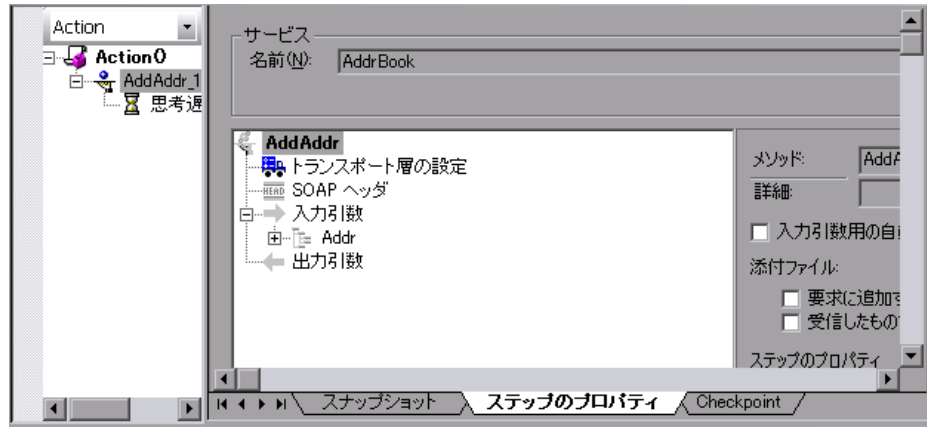 Action
Action()
AddAddr_1
思考遅
サービス
名前(N): AddrBook
AddAddr
トランスポート層の設定
HEAD SOAP ヘッダ
入力引数
Addr
出力引数
メソッド: AddA
詳細:
入力引数用の自
添付ファイル:
要求に追加す
受信したもの
ステップのプロパティ
スナップショット ステップのプロパティ Checkpoint